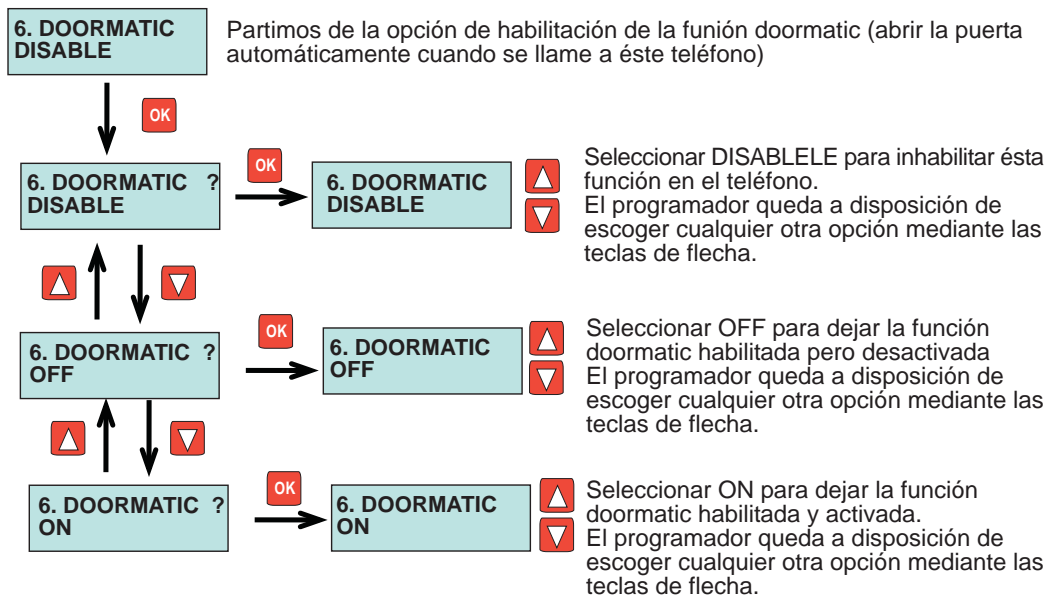 6. DOORMATIC
DISABLE
Partimos de la opción de habilitación de la funión doormatic (abrir la puerta
automáticamente cuando se llame a éste teléfono)
OK
6. DOORMATIC ?
DISABLE
OK
6. DOORMATIC
DISABLE
Seleccionar DISABLELE para inhabilitar ésta
función en el teléfono.
El programador queda a disposición de
escoger cualquier otra opción mediante las
teclas de flecha.
6. DOORMATIC ?
OFF
OK
6. DOORMATIC
OFF
Seleccionar OFF para dejar la función
doormatic habilitada pero desactivada
El programador queda a disposición de
escoger cualquier otra opción mediante las
teclas de flecha.
6. DOORMATIC ?
ON
OK
6. DOORMATIC
ON
Seleccionar ON para dejar la función
doormatic habilitada y activada.
El programador queda a disposición de
escoger cualquier otra opción mediante las
teclas de flecha.